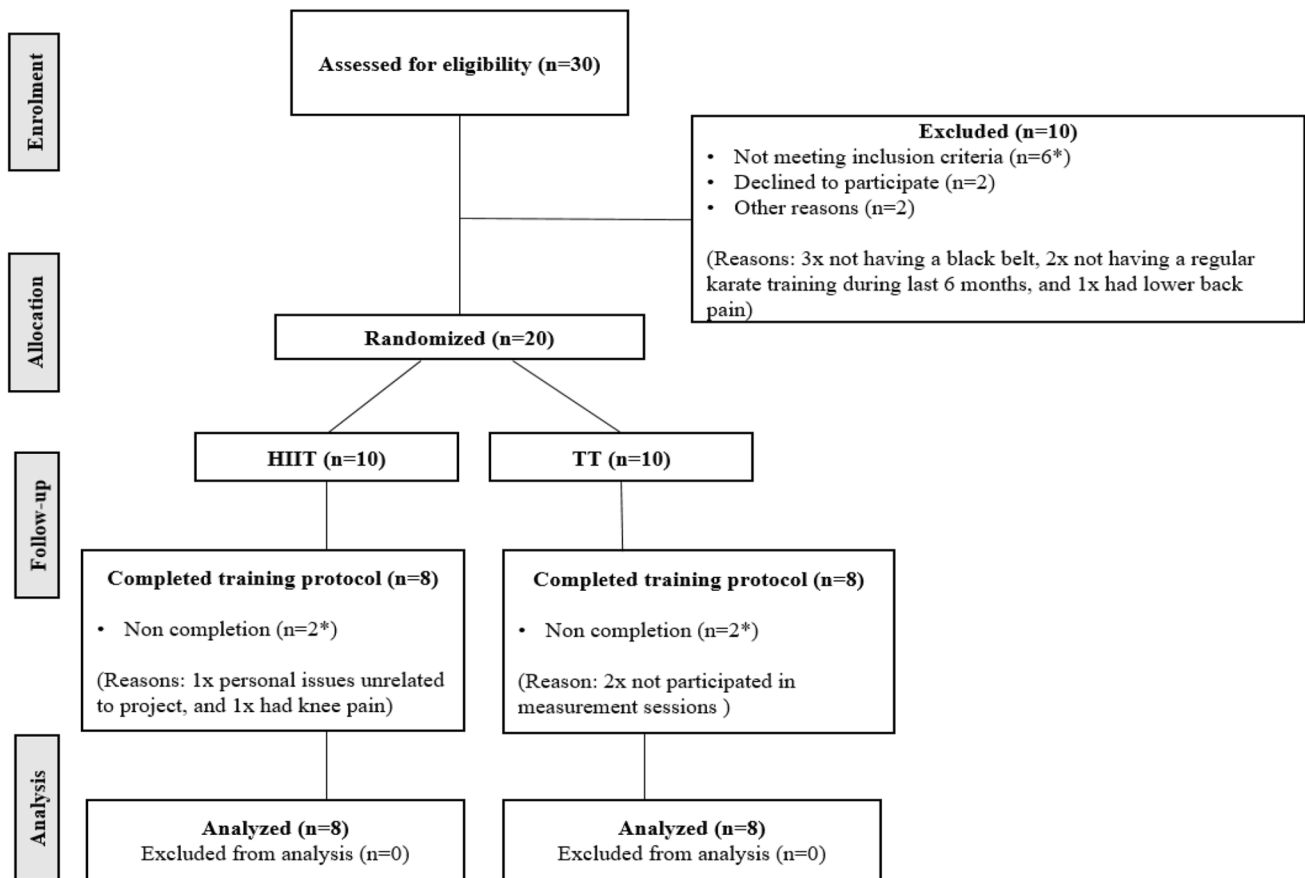 Enrolment
Assessed for eligibility (n=30)
Excluded (n=10)
• Not meeting inclusion criteria (n=6*)
• Declined to participate (n=2)
• Other reasons (n=2)
(Reasons: 3x not having a black belt, 2x not having a regular
karate training during last 6 months, and 1x had lower back
pain)
Allocation
Randomized (n=20)
HIIT (n=10)
TT (n=10)
Follow-up
Completed training protocol (n=8)
• Non completion (n=2*)
(Reasons: 1x personal issues unrelated
to project, and 1x had knee pain)
Completed training protocol (n=8)
• Non completion (n=2*)
(Reason: 2x not participated in
measurement sessions )
Analysis
Analyzed (n=8)
Excluded from analysis (n=0)
Analyzed (n=8)
Excluded from analysis (n=0)